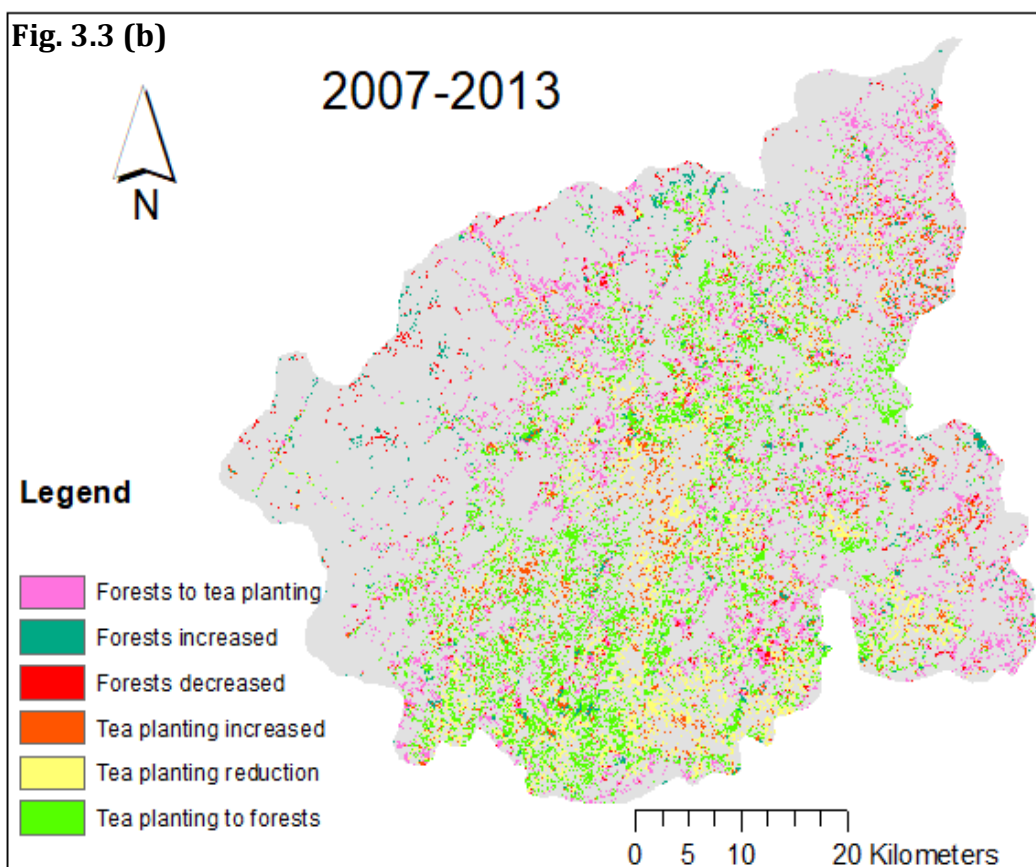 Fig. 3.3 (b)
2007-2013
N
Legend
Forests to tea planting
Forests increased
Forests decreased
Tea planting increased
Tea planting reduction
Tea planting to forests
0 5 10 20 Kilometers